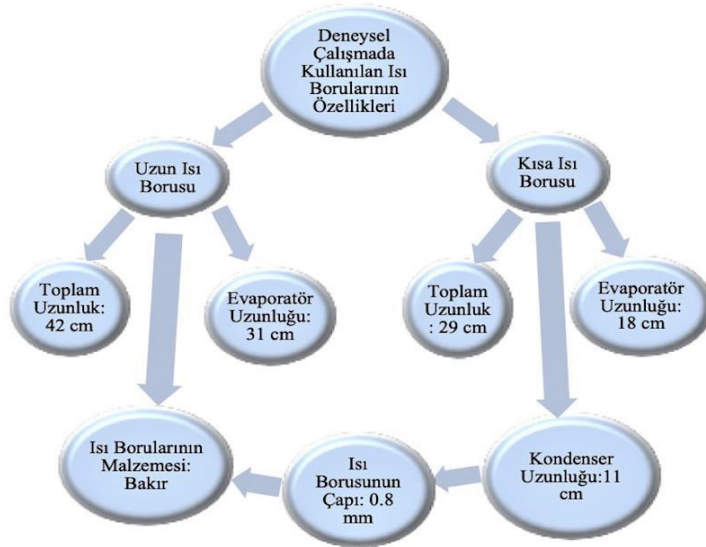 Deneysel
Çalışmada
Kullanılan Isı
Borularının
Özellikleri
Uzun Isı
Borusu
Kısa Isı
Borusu
Toplam
Uzunluk:
42 cm
Evaporatör
Uzunluğu:
31 cm
Toplam
Uzunluk
: 29 cm
Evaporatör
Uzunluğu:
18 cm
Isı Borularının
Malzemesi:
Bakır
Isı
Borusunun
Çapı: 0.8
mm
Kondenser
Uzunluğu:11
cm